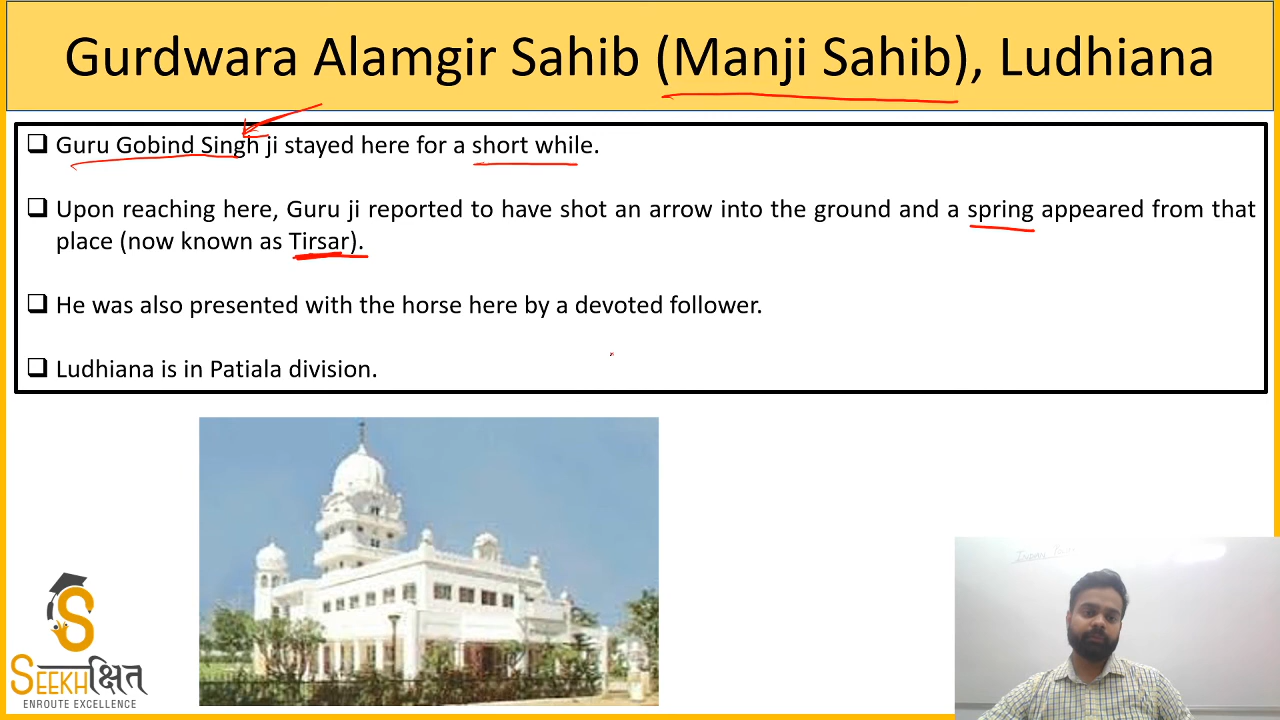 Gurdwara Alamgir Sahib (Manji Sahib), Ludhiana
❑ Guru Gobind Singh ji stayed here for a short while.
❑ Upon reaching here, Guru ji reported to have shot an arrow into the ground and a spring appeared from that
place (now known as Tirsar).
❑ He was also presented with the horse here by a devoted follower.
❑ Ludhiana is in Patiala division.
S
SEEKHक्षित
ENROUTE EXCELLENCE